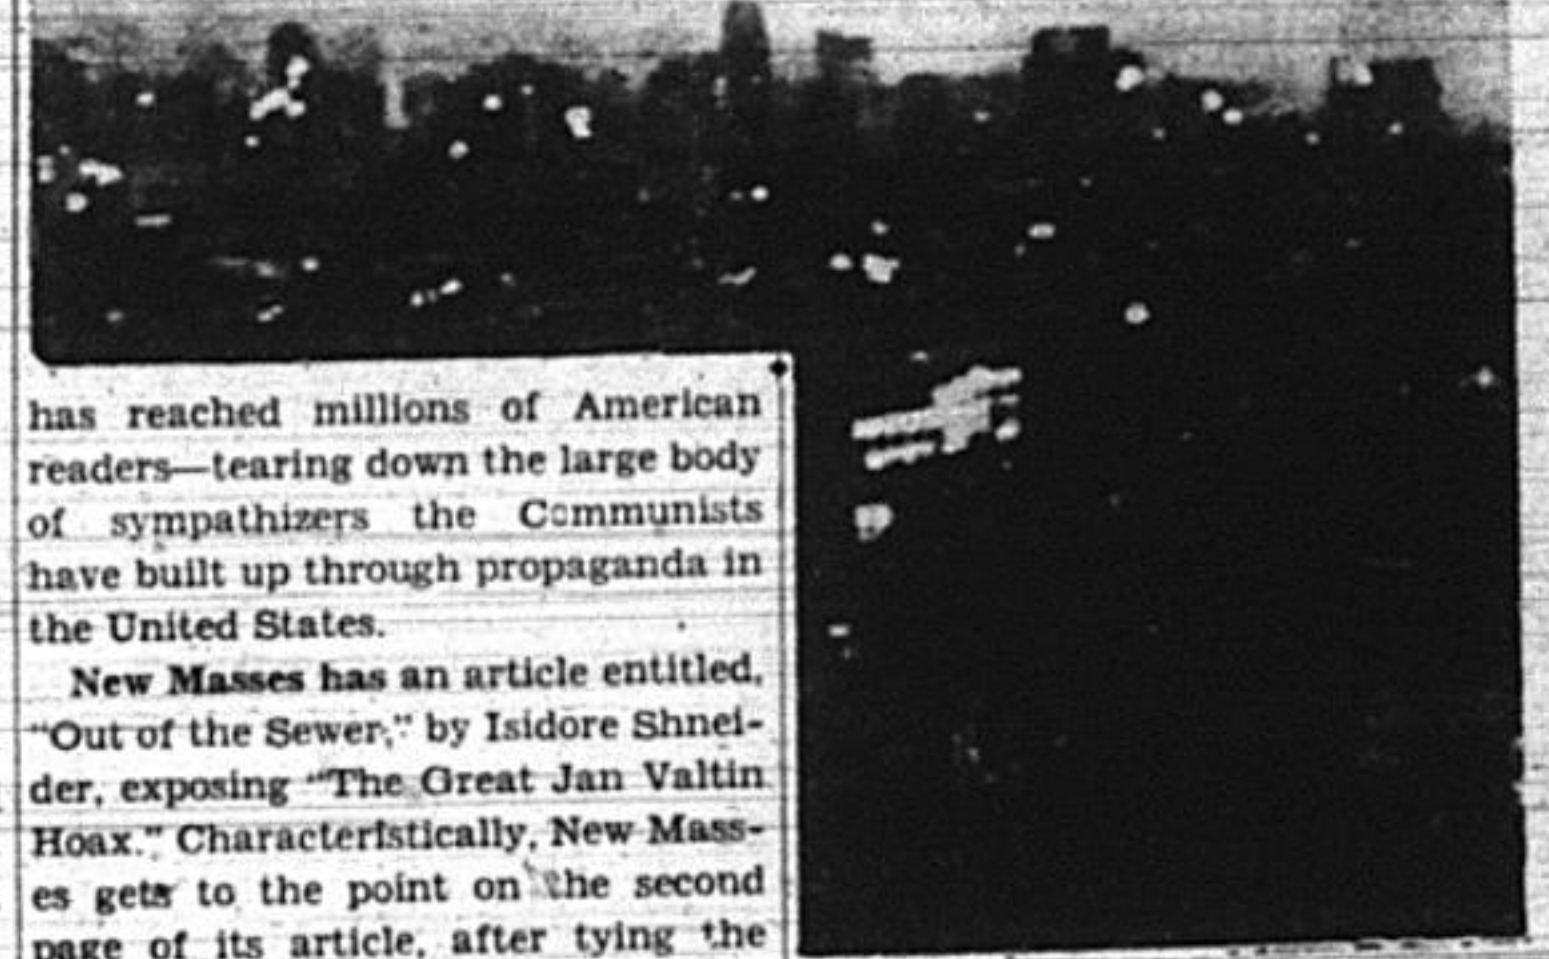 has reached millions of American
readers—tearing down the large body
of sympathizers the Communists
have built up through propaganda in
the United States.
New Masses has an article entitled,
"Out of the Sewer," by Isidore Shnei-
der, exposing "The Great Jan Valtin
Hoax." Characteristically, New Mass-
es gets to the point on the second
page of its article, after tying the